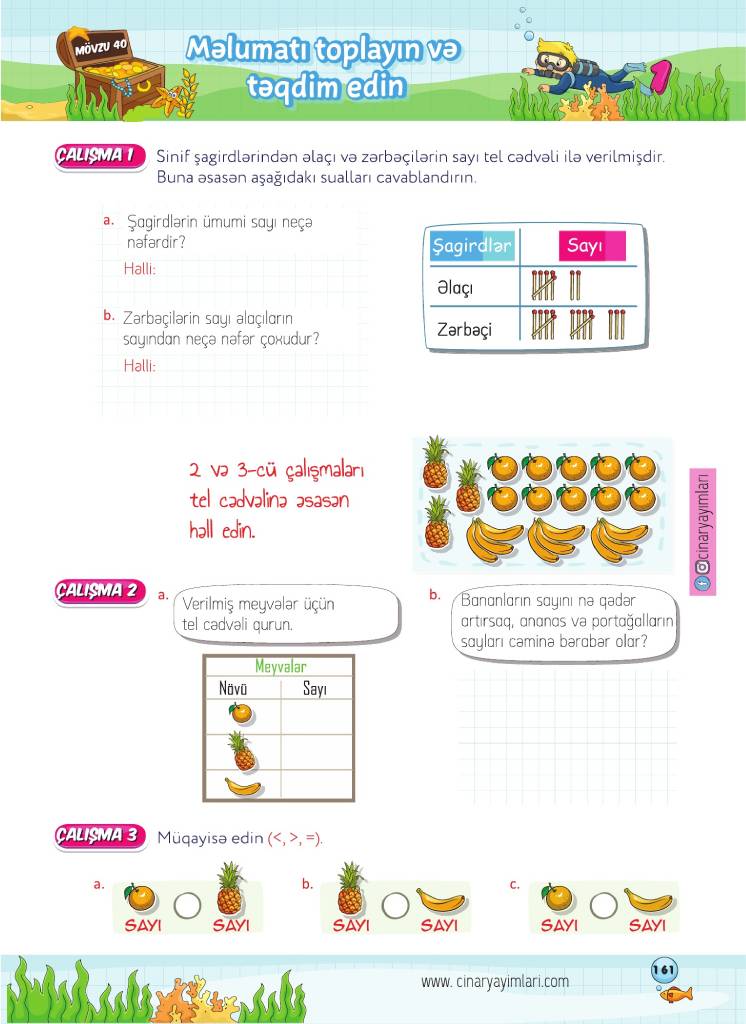 MÖVZU 40
Məlumatı toplayın və
təqdim edin
1
ÇALIŞMA 1
Sinif şagirdlərindən əlaçı və zərbəçilərin sayı tel cədvəli ilə verilmişdir.
Buna əsasən aşağıdakı sualları cavablandırın.
a. Şagirdlərin ümumi sayı neçə
nəfərdir?
Həlli:
b. Zərbəçilərin sayı əlaçıların
sayından neçə nəfər çoxudur?
Həlli:
Şagirdlər Sayı
Əlaçı
Zərbəçi
2 və 3-cü çalışmaları
tel cədvəlinə əsasən
həll edin.
cinaryayımları
ÇALIŞMA 2
a. Verilmiş meyvələr üçün
tel cədvəli qurun.
Meyvələr
Növü Sayı
b. Bananların sayını nə qədər
artırsaq, ananas və portağalların
sayları cəminə bərabər olar?
ÇALIŞMA 3
Müqayisə edin (<, >, =).
a. b. c.
SAYI SAYI SAYI SAYI SAYI SAYI
www. cinaryayimlari.com
161